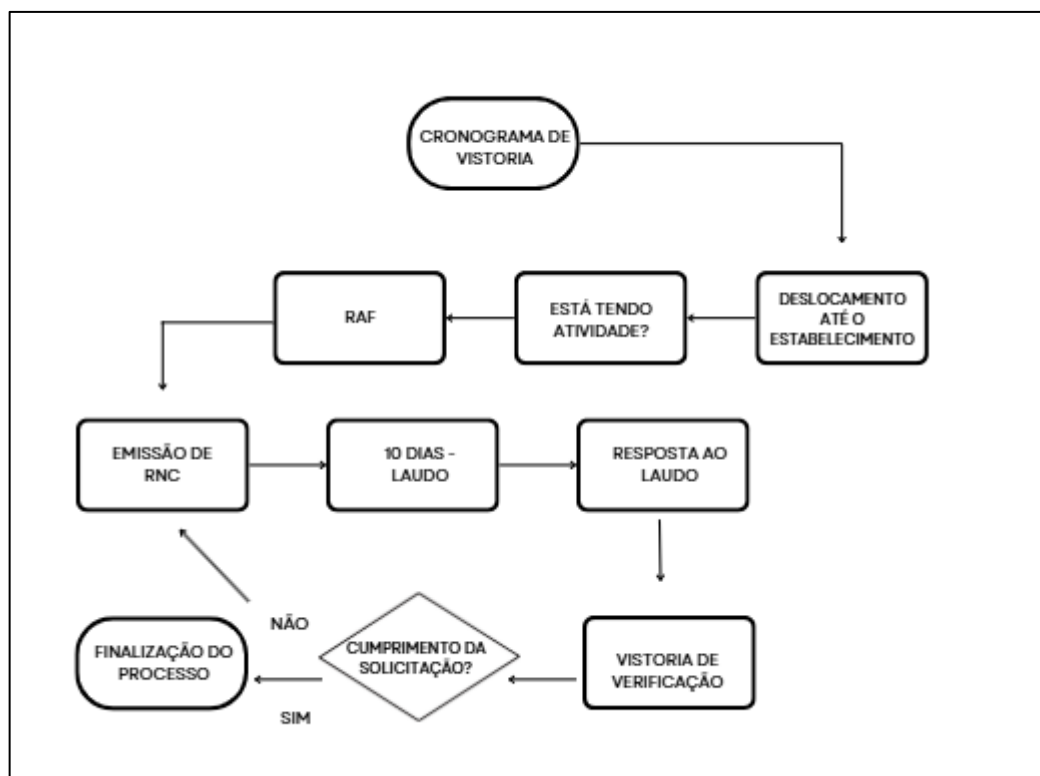 CRONOGRAMA DE
VISTORIA
DESLOCAMENTO
ATÉ O
ESTABELECIMENTO
ESTÁ TENDO
ATIVIDADE?
RAF
EMISSÃO DE
RNC
10 DIAS -
LAUDO
RESPOSTA AO
LAUDO
VISTORIA DE
VERIFICAÇÃO
CUMPRIMENTO DA
SOLICITAÇÃO?
NÃO
SIM
FINALIZAÇÃO DO
PROCESSO